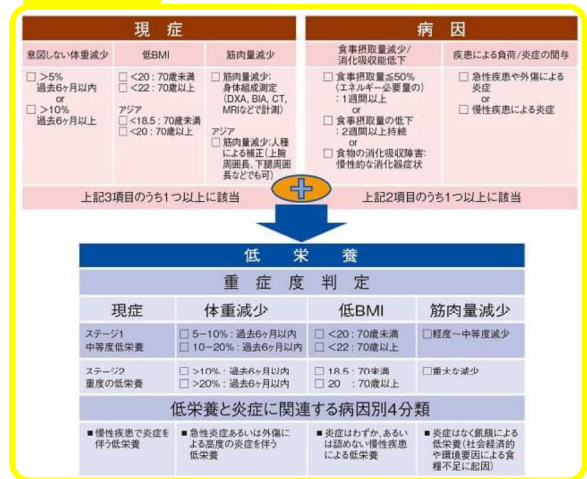 現症
病因
意図しない体重減少
低BMI
筋肉量減少
食事摂取量減少/
消化吸収能低下
疾患による負荷/炎症の関与
□ >5%
過去6ヶ月以内
or
□ >10%
過去6ヶ月以上
□ <20：70歳未満
□ <22：70歳以上
アジア
□ <18.5：70歳未満
□ <20：70歳以上
□ 筋肉量減少：
身体組成測定
(DXA, BIA, CT,
MRIなどで計測)
アジア
□ 筋肉量減少：人種
による補正(上腕
周囲長、下腿周囲
長などでも可)
□ 食事摂取量≦50%
(エネルギー必要量の)
：1週間以上
or
□ 食事摂取量の低下
：2週間以上持続
or
□ 食物の消化吸収障害：
慢性的な消化器症状
□ 急性疾患や外傷による
炎症
or
□ 慢性疾患による炎症
上記3項目のうち1つ以上に該当
上記2項目のうち1つ以上に該当
低栄養
重症度判定
現症
体重減少
低BMI
筋肉量減少
ステージ1
中等度低栄養
□ 5−10%：過去6ヶ月以内
□ 10−20%：過去6ヶ月以上
□ <20：70歳未満
□ <22：70歳以上
□軽度〜中等度減少
ステージ2
重度の低栄養
□ >10%：過去6ヶ月以内
□ >20%：過去6ヶ月以内
□ 18.5：70未満
□ 20 ：70歳以上
□重大な減少
低栄養と炎症に関連する病因別4分類
■ 慢性疾患で炎症を
伴う低栄養
■ 急性炎症あるいは外傷に
よる高度の炎症を伴う
低栄養
■ 炎症はわずか、あるい
は認めない慢性疾患
による低栄養
■ 炎症はなく飢餓による
低栄養(社会経済的
や環境要因による食
糧不足に起因)